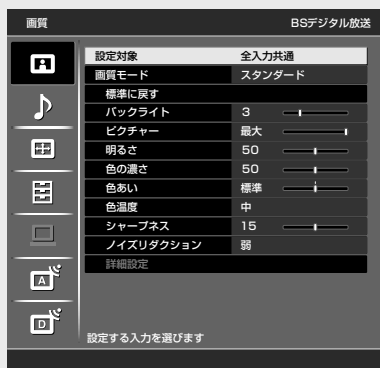 画質 BSデジタル放送
設定対象 全入力共通
画質モード スタンダード
標準に戻す
バックライト 3
ピクチャー 最大
明るさ 50
色の濃さ 50
色あい 標準
色温度 中
シャープネス 15
ノイズリダクション 弱
詳細設定
A
D
設定する入力を選びます